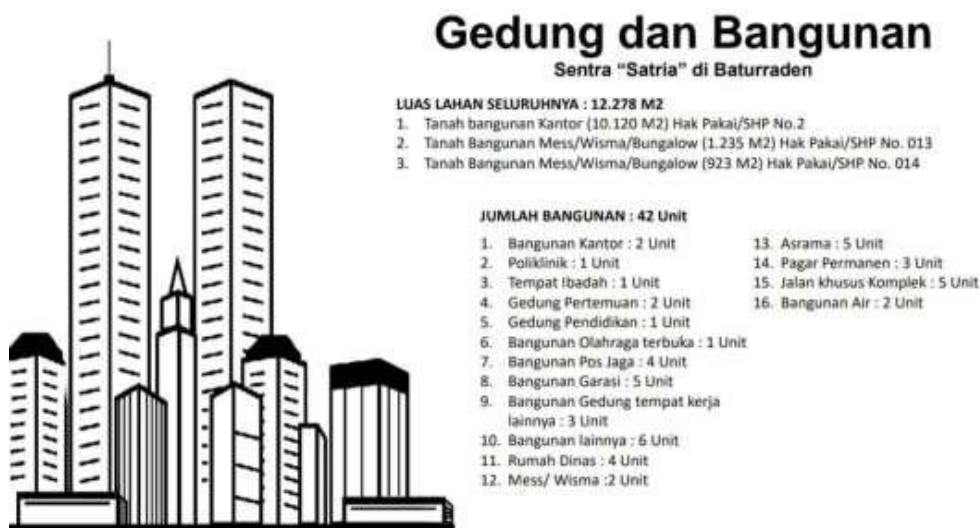 Gedung dan Bangunan
Sentra “Satria” di Baturraden
LUAS LAHAN SELURUHNYA : 12.278 M2
1. Tanah bangunan Kantor (10.120 M2) Hak Pakai/SHP No.2
2. Tanah Bangunan Mess/Wisma/Bungalow (1.235 M2) Hak Pakai/SHP No. 013
3. Tanah Bangunan Mess/Wisma/Bungalow (923 M2) Hak Pakai/SHP No. 014
JUMLAH BANGUNAN : 42 Unit
1. Bangunan Kantor : 2 Unit
2. Poliklinik : 1 Unit
3. Tempat Ibadah : 1 Unit
4. Gedung Pertemuan : 2 Unit
5. Gedung Pendidikan : 1 Unit
6. Bangunan Olahraga terbuka : 1 Unit
7. Bangunan Pos Jaga : 4 Unit
8. Bangunan Garasi : 5 Unit
9. Bangunan Gedung tempat kerja
lainnya : 3 Unit
10. Bangunan lainnya : 6 Unit
11. Rumah Dinas : 4 Unit
12. Mess/ Wisma :2 Unit
13. Asrama : 5 Unit
14. Pagar Permanen : 3 Unit
15. Jalan khusus Komplek : 5 Unit
16. Bangunan Air : 2 Unit